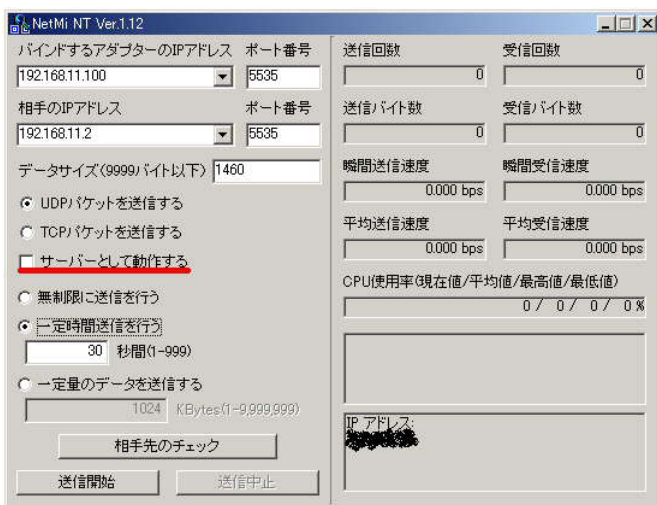 NetMi NT Ver.1.12
バインドするアダプターのIPアドレス ポート番号
192.168.11.100 5535
相手のIPアドレス ポート番号
192.168.11.2 5535
データサイズ(9999バイト以下) 1460
UDPパケットを送信する
TCPパケットを送信する
サーバーとして動作する
無制限に送信を行う
一定時間送信を行う
30 秒間(1-999)
一定量のデータを送信する
1024 KBytes(1-9,999,999)
相手先のチェック
送信開始 送信中止
送信回数 受信回数
0 0
送信バイト数 受信バイト数
0 0
瞬間送信速度 瞬間受信速度
0.000 bps 0.000 bps
平均送信速度 平均受信速度
0.000 bps 0.000 bps
CPU使用率(現在値/平均値/最高値/最低値)
0 / 0 / 0 / 0 %
IP アドレス: